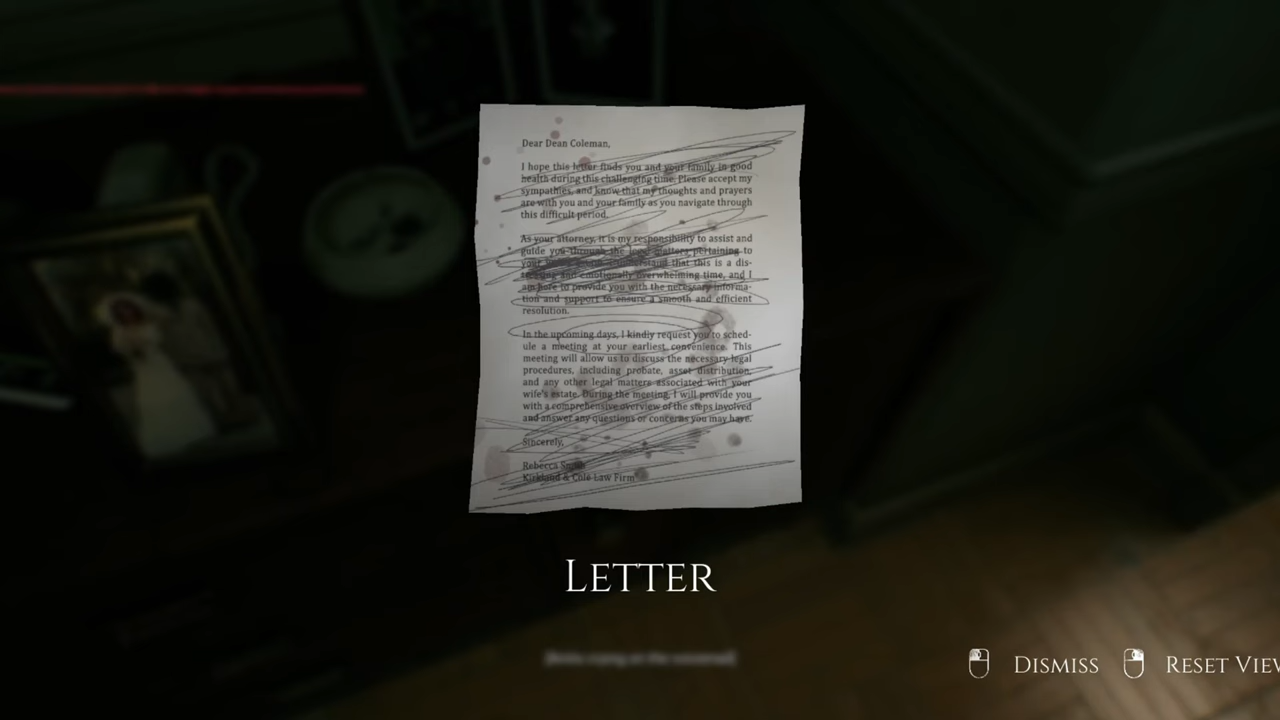 Dear Dean Coleman,
I hope this letter finds you and your family in good
health during this challenging time. Please accept my
sympathies, and know that my thoughts and prayers
are with you and your family as you navigate through
this difficult period.
As your attorney, it is my responsibility to assist and
guide you through the legal matters pertaining to
your that this is a dis-
and emotionally overwhelming time, and I
am here to provide you with the necessary informa-
tion and support to ensure a smooth and efficient
resolution.
In the upcoming days, I kindly request you to sched-
ule a meeting at your earliest convenience. This
meeting will allow us to discuss the necessary legal
procedures, including probate, asset distribution,
and any other legal matters associated with your
wife's estate. During the meeting, I will provide you
with a comprehensive overview of the steps involved
and answer any questions or concerns you may have.
Sincerely,
Rebecca
Kirkland & Cole Law Firm
LETTER
DISMISS RESET VIEW